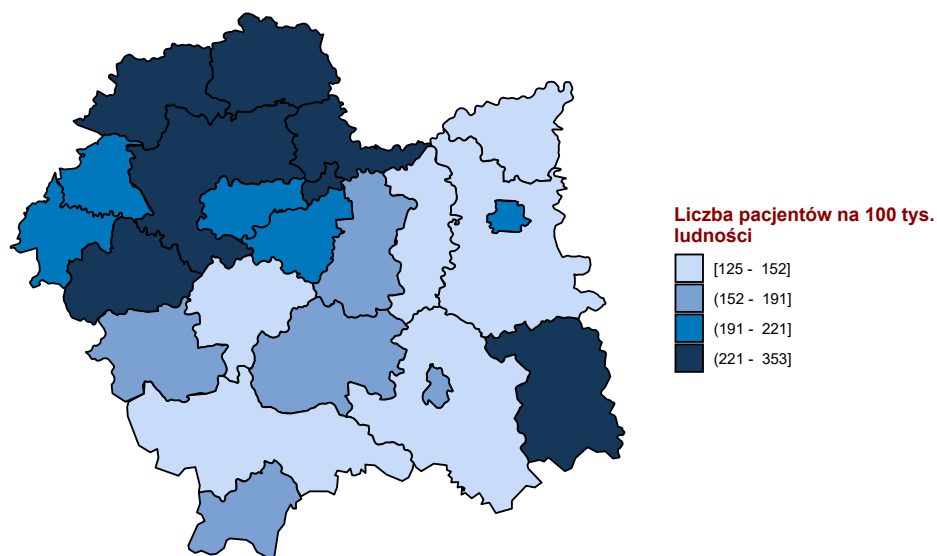 Liczba pacjentów na 100 tys.
ludności
[125 - 152]
(152 - 191]
(191 - 221]
(221 - 353]